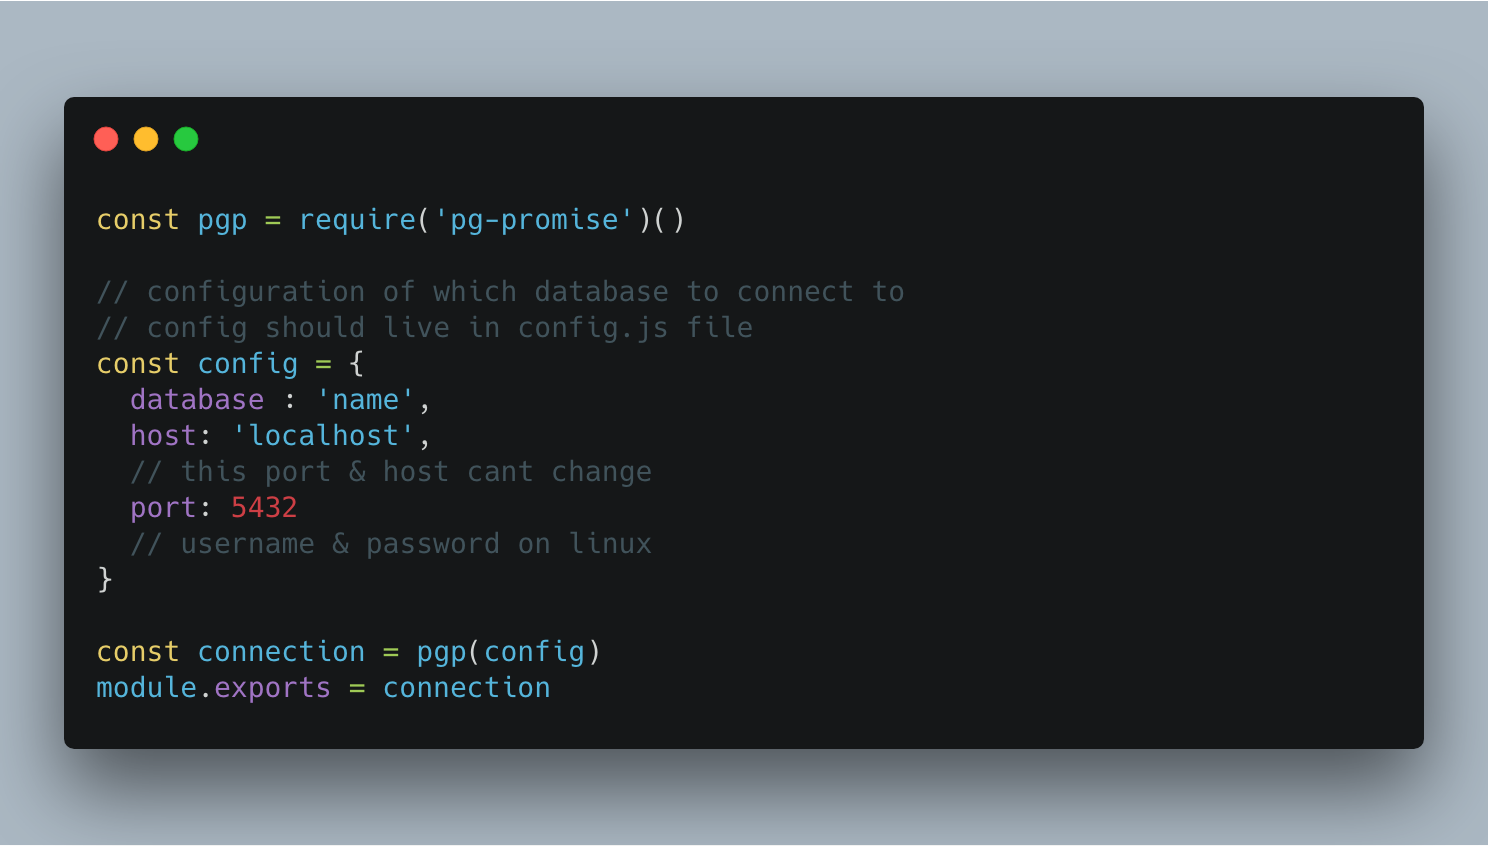 const pgp = require('pg-promise')()
// configuration of which database to connect to
// config should live in config.js file
const config = {
  database : 'name',
  host: 'localhost',
  // this port & host cant change
  port: 5432
  // username & password on linux
}
const connection = pgp(config)
module.exports = connection